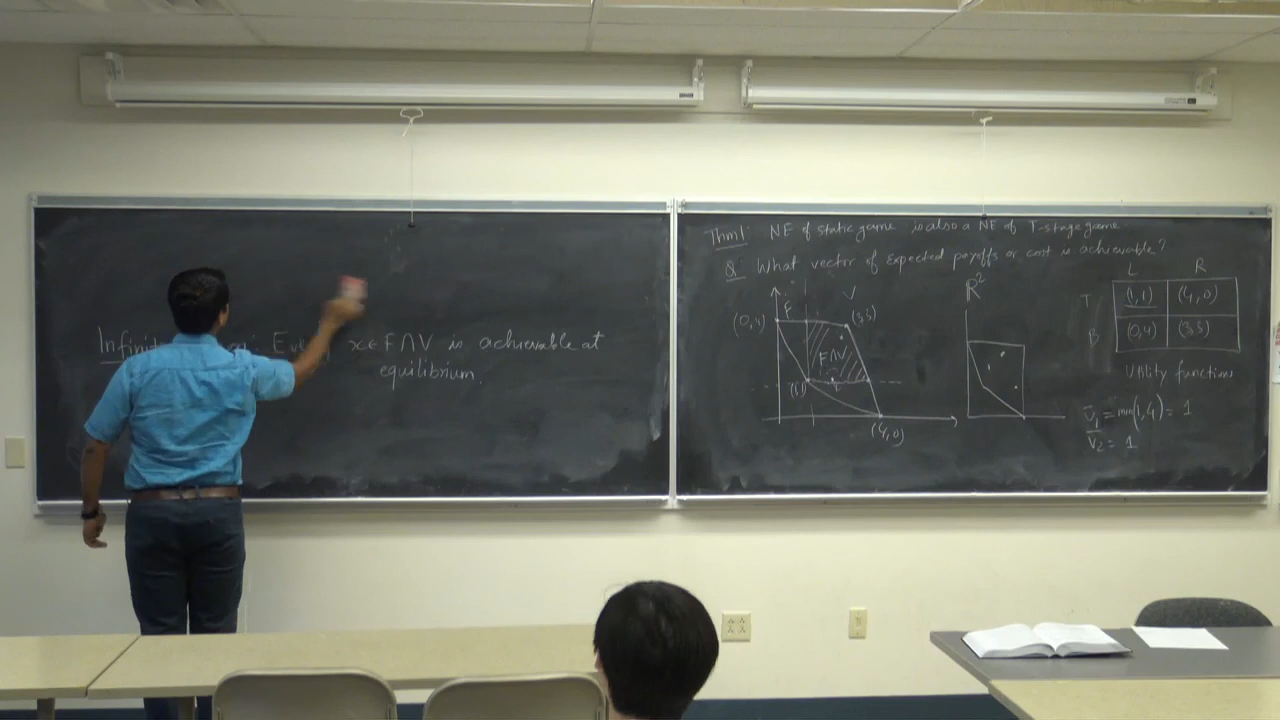 Infinit : Every x ∈ F∩V is achievable at
equilibrium.
Thm1: NE of static game is also a NE of T-stage game
Q: What vector of expected payoffs or cost is achievable?
F
V
(0,4)
(3,3)
F∩V
(1,1)
(4,0)
R²
L R
T (1,1) (4,0)
B (0,4) (3,3)
Utility functions
v̲₁ = min(1,4) = 1
v̲₂ = 1